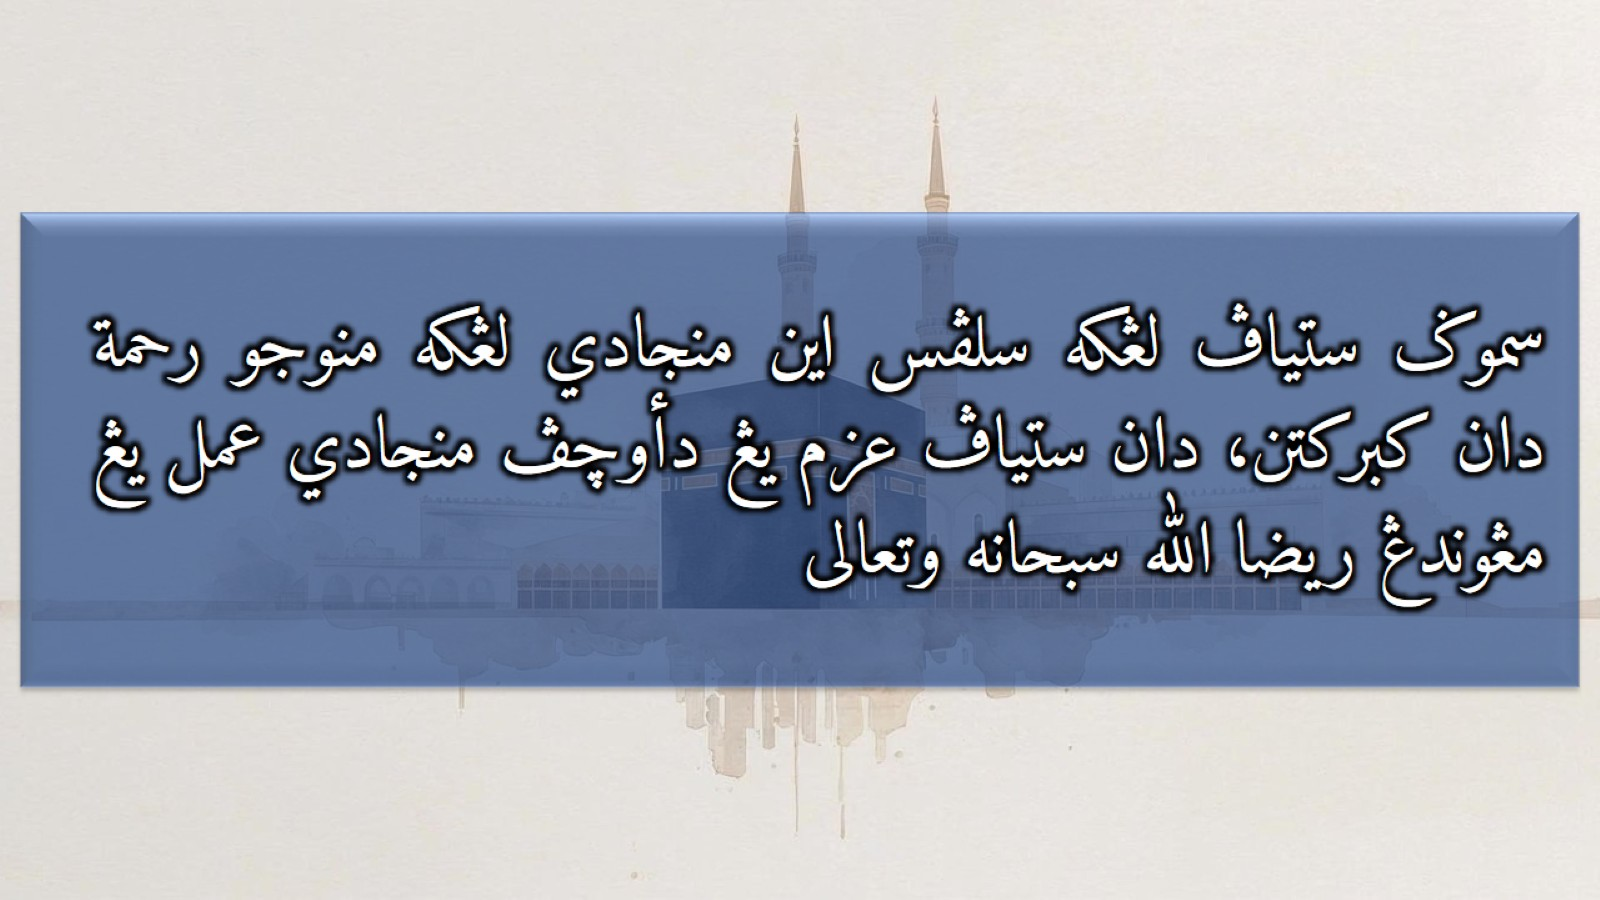 سموݢ ستياڤ لڠكه سلڤس اين منجادي لڠكه منوجو رحمة
دان كبركتن، دان ستياڤ عزم يڠ دأوچڤ منجادي عمل يڠ
مڠوندڠ ريضا الله سبحانه وتعالى